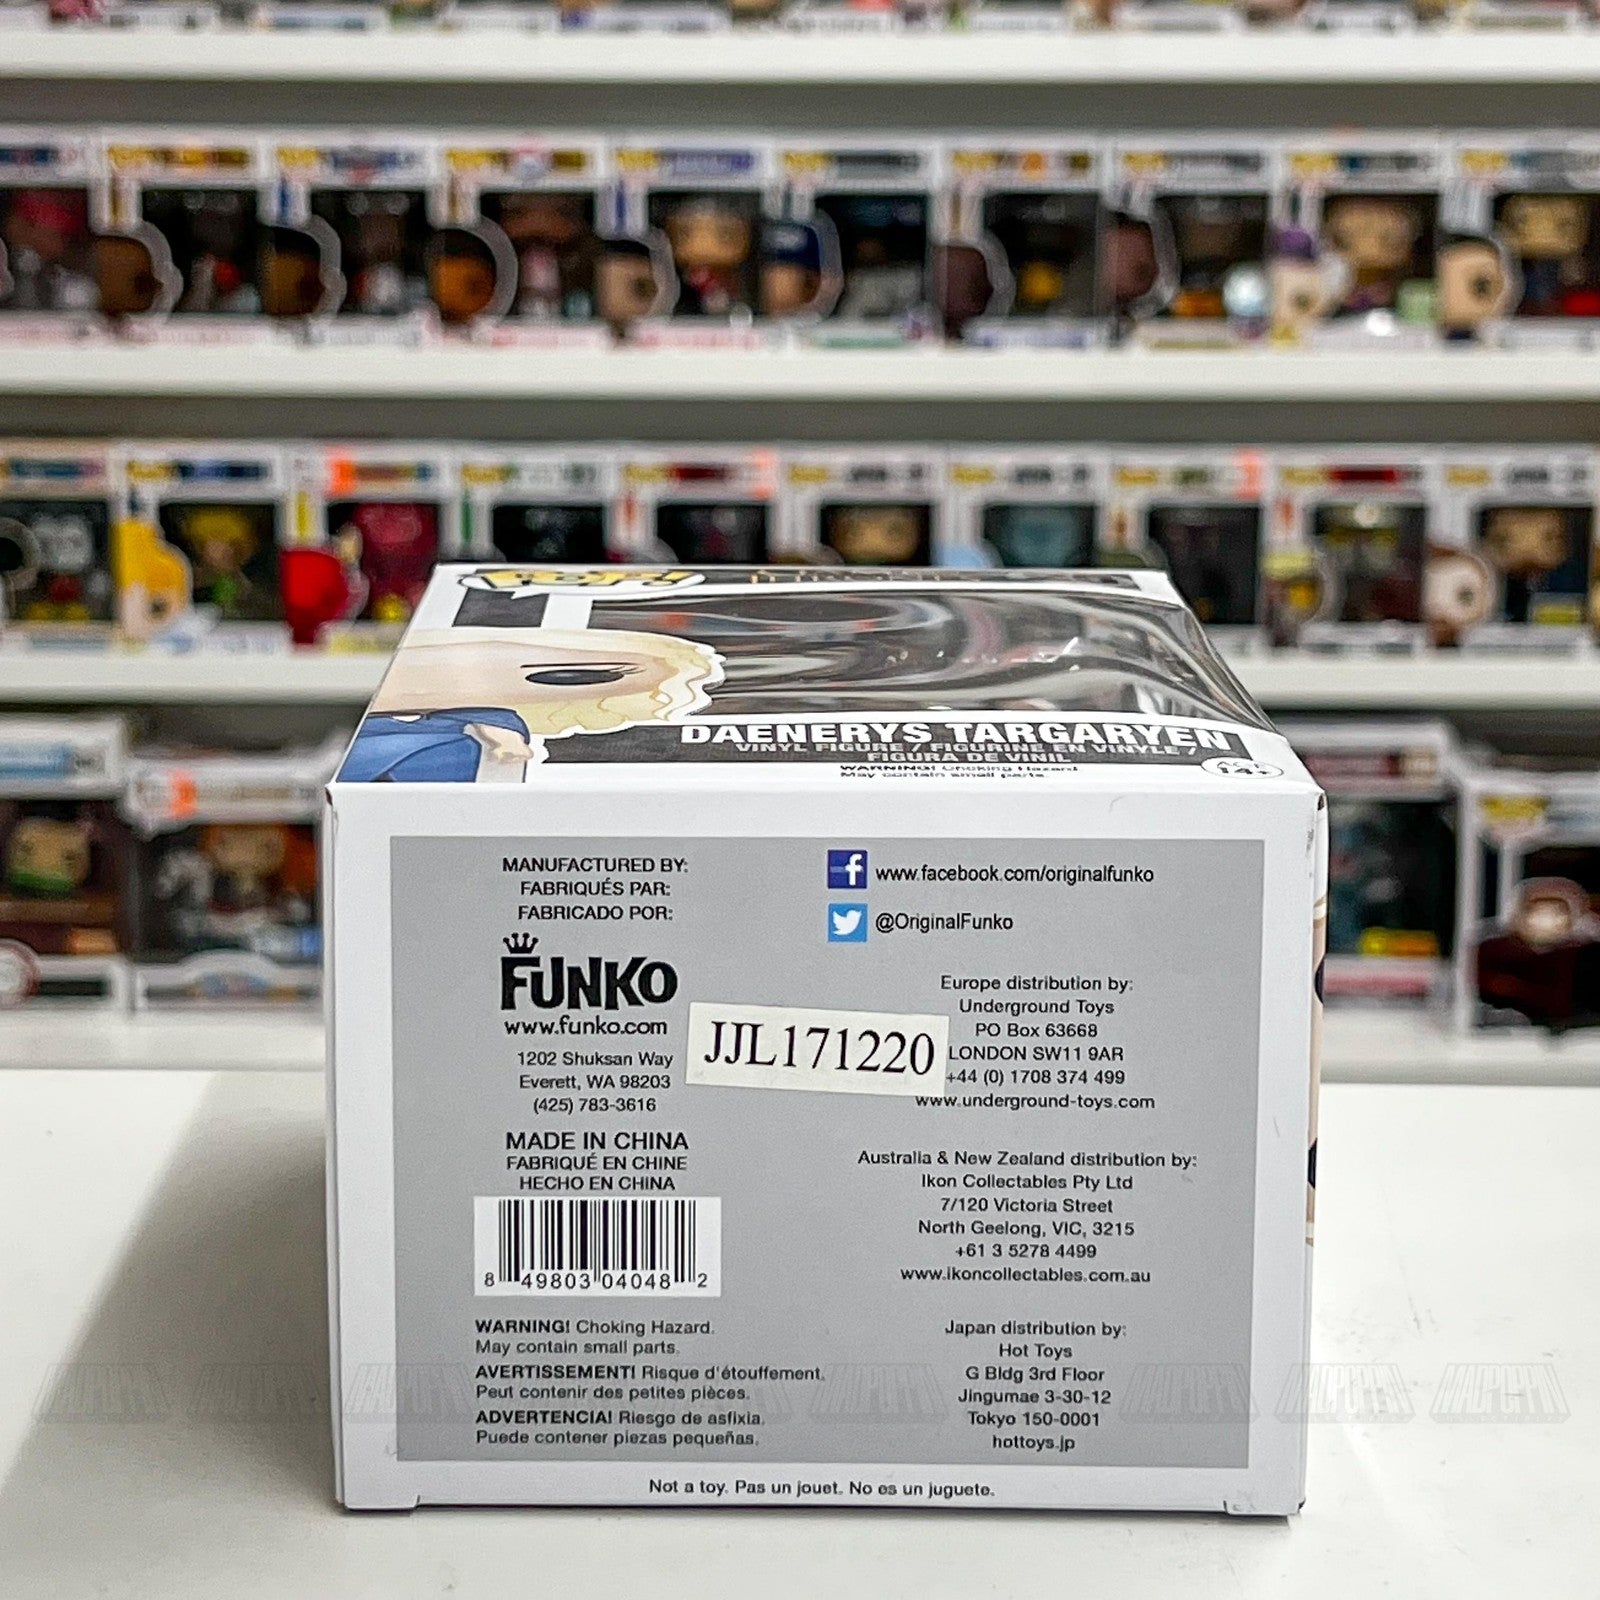 POP!
DAENERYS TARGARYEN
VINYL FIGURE / FIGURINE EN VINYLE /
FIGURA DE VINIL
WARNING! Choking Hazard
May contain small parts.
AGE
14+
MANUFACTURED BY:
FABRIQUÉS PAR:
FABRICADO POR:
FUNKO
www.funko.com
1202 Shuksan Way
Everett, WA 98203
(425) 783-3616
MADE IN CHINA
FABRIQUÉ EN CHINE
HECHO EN CHINA
8 49803 04048 2
WARNING! Choking Hazard.
May contain small parts.
AVERTISSEMENT! Risque d'étouffement.
Peut contenir des petites pièces.
ADVERTENCIA! Riesgo de asfixia.
Puede contener piezas pequeñas.
JJL171220
www.facebook.com/originalfunko
@OriginalFunko
Europe distribution by:
Underground Toys
PO Box 63668
LONDON SW11 9AR
+44 (0) 1708 374 499
www.underground-toys.com
Australia & New Zealand distribution by:
Ikon Collectables Pty Ltd
7/120 Victoria Street
North Geelong, VIC, 3215
+61 3 5278 4499
www.ikoncollectables.com.au
Japan distribution by:
Hot Toys
G Bldg 3rd Floor
Jingumae 3-30-12
Tokyo 150-0001
hottoys.jp
Not a toy. Pas un jouet. No es un juguete.